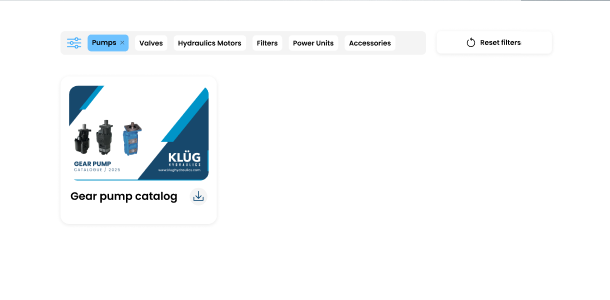 Pumps × Valves Hydraulics Motors Filters Power Units Accessories Reset filters
GEAR PUMP
CATALOGUE / 2025
KLÜG
HYDRAULICS
www.klughydraulics.com
Gear pump catalog